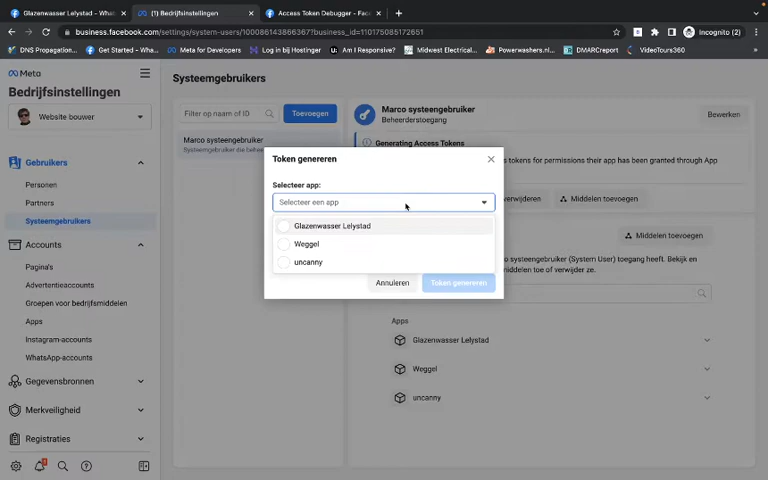 Glazenwasser Lelystad - What
(1) Bedrijfsinstellingen
Access Token Debugger - Fac
business.facebook.com/settings/system-users/100086143866367?business_id=110175085172651
Incognito (2)
DNS Propagation...
Get Started - Wha...
Meta for Developers
Log in bij Hostinger
Am I Responsive?
Midwest Electrical...
Powerwashers.nl...
DMARCreport
VideoTours360
Meta
Bedrijfsinstellingen
Website bouwer
Gebruikers
Personen
Partners
Systeemgebruikers
Accounts
Pagina's
Advertentieaccounts
Groepen voor bedrijfsmiddelen
Apps
Instagram-accounts
WhatsApp-accounts
Gegevensbronnen
Merkveiligheid
Registraties
Systeemgebruikers
Filter op naam of ID
Toevoegen
Marco systeemgebruiker
Systeemgebruiker die behee
Marco systeemgebruiker
Beheerderstoegang
Bewerken
Generating Access Tokens
tokens for permissions their app has been granted through App
verwijderen
Middelen toevoegen
Middelen toevoegen
(System User) toegang heeft. Bekijk en
middelen toe of verwijder ze.
Apps
Glazenwasser Lelystad
Weggel
uncanny
Token genereren
Selecteer app:
Selecteer een app
Glazenwasser Lelystad
Weggel
uncanny
Annuleren
Token genereren